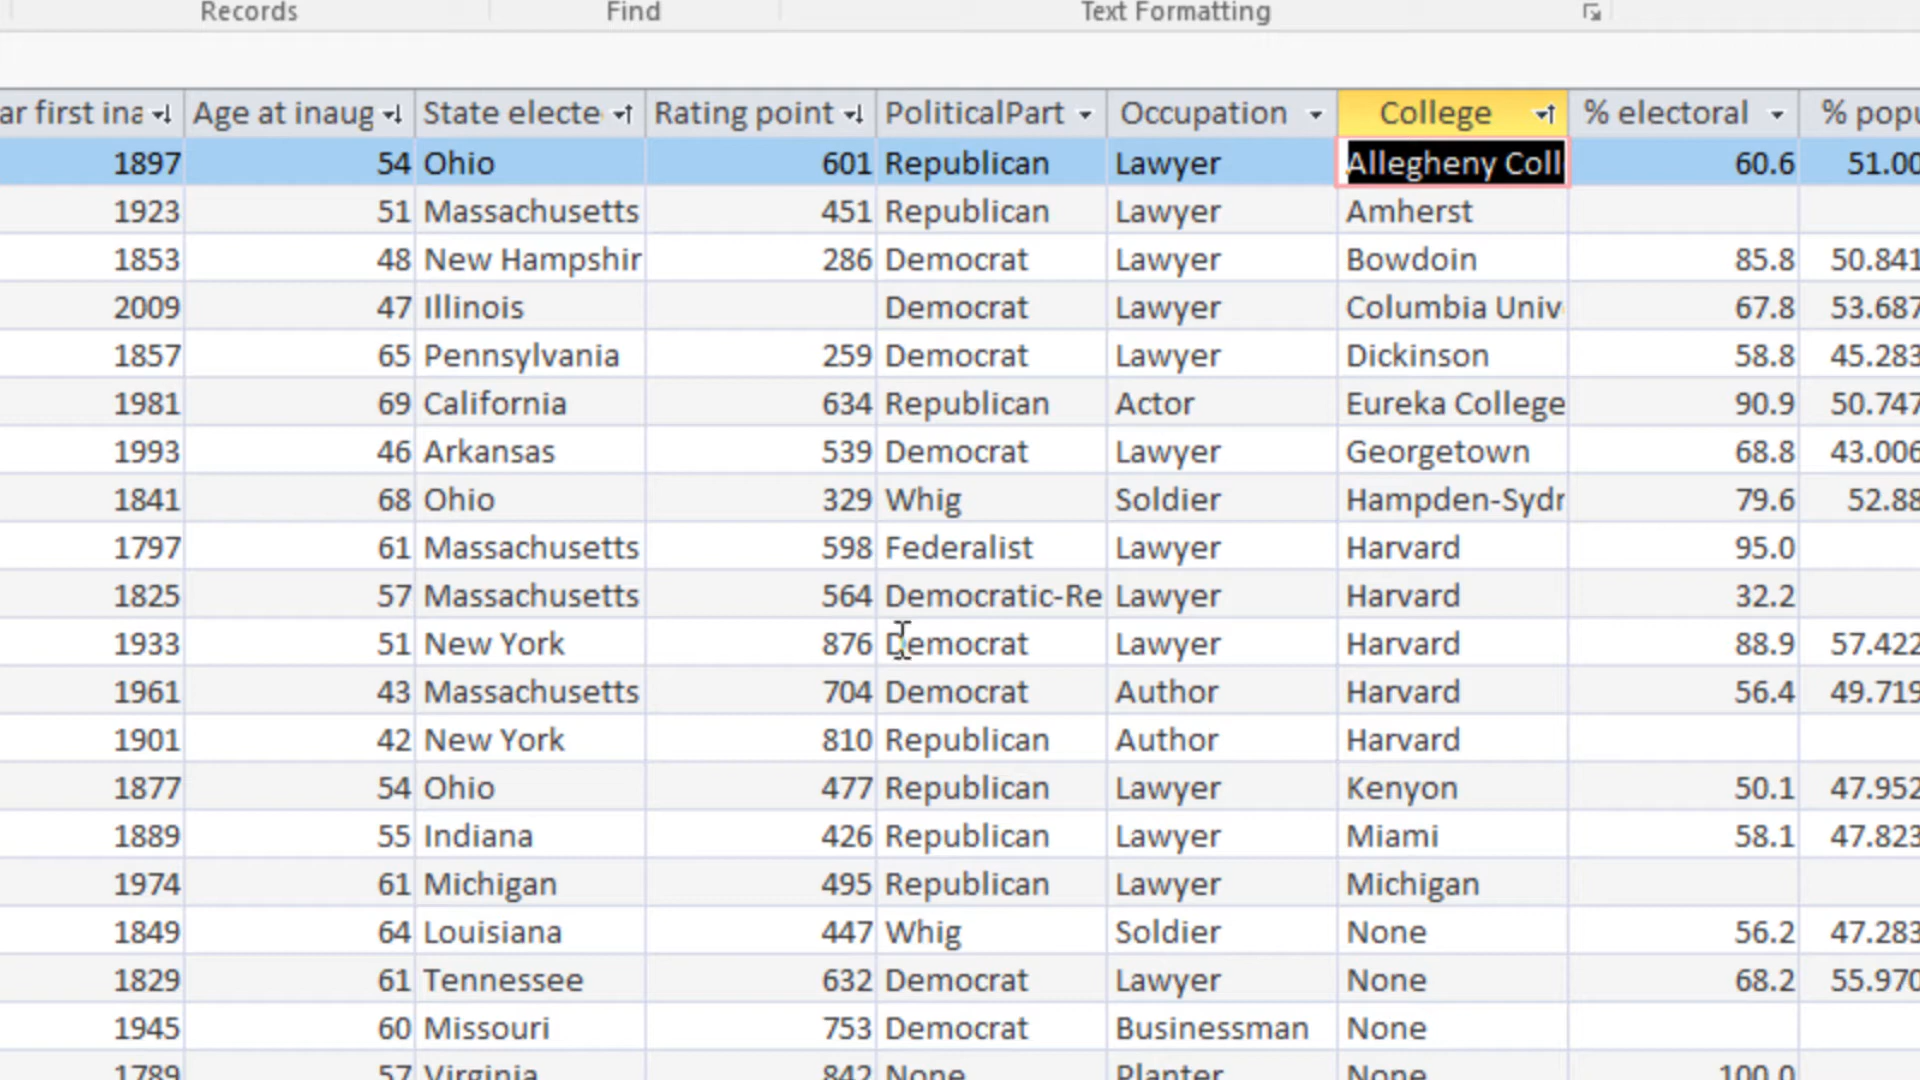 Records Find Text Formatting
ar first ina Age at inaug State electe Rating point PoliticalPart Occupation College % electoral % popu
1897 54 Ohio 601 Republican Lawyer Allegheny Coll 60.6 51.00
1923 51 Massachusetts 451 Republican Lawyer Amherst
1853 48 New Hampshir 286 Democrat Lawyer Bowdoin 85.8 50.841
2009 47 Illinois Democrat Lawyer Columbia Univ 67.8 53.687
1857 65 Pennsylvania 259 Democrat Lawyer Dickinson 58.8 45.283
1981 69 California 634 Republican Actor Eureka College 90.9 50.747
1993 46 Arkansas 539 Democrat Lawyer Georgetown 68.8 43.006
1841 68 Ohio 329 Whig Soldier Hampden-Sydn 79.6 52.88
1797 61 Massachusetts 598 Federalist Lawyer Harvard 95.0
1825 57 Massachusetts 564 Democratic-Re Lawyer Harvard 32.2
1933 51 New York 876 Democrat Lawyer Harvard 88.9 57.422
1961 43 Massachusetts 704 Democrat Author Harvard 56.4 49.719
1901 42 New York 810 Republican Author Harvard
1877 54 Ohio 477 Republican Lawyer Kenyon 50.1 47.952
1889 55 Indiana 426 Republican Lawyer Miami 58.1 47.823
1974 61 Michigan 495 Republican Lawyer Michigan
1849 64 Louisiana 447 Whig Soldier None 56.2 47.283
1829 61 Tennessee 632 Democrat Lawyer None 68.2 55.970
1945 60 Missouri 753 Democrat Businessman None
1789 57 Virginia 842 None Planter None 100.0